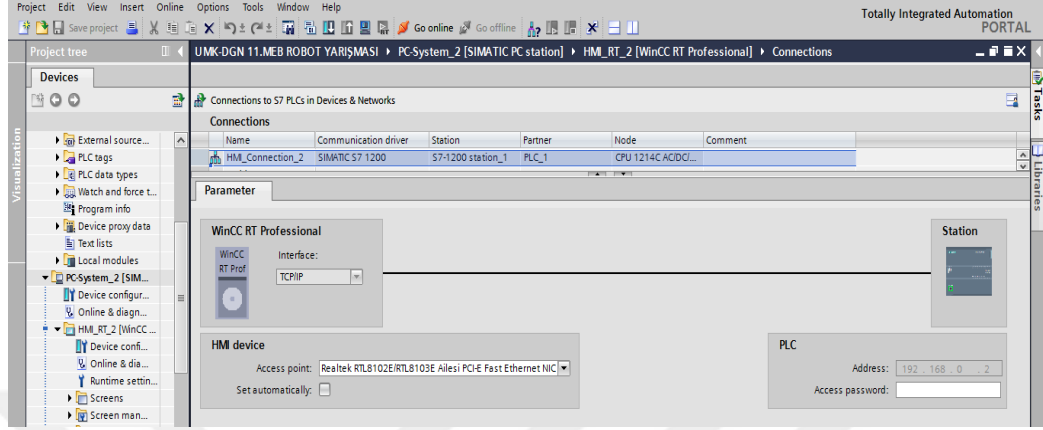 Project Edit View Insert Online Options Tools Window Help
Totally Integrated Automation
PORTAL
Save project
Go online
Go offline
Project tree
UMK-DGN 11.MEB ROBOT YARIŞMASI PC-System_2 [SIMATIC PC station] HMI_RT_2 [WinCC RT Professional] Connections
Devices
Connections to S7 PLCs in Devices & Networks
Connections
Name Communication driver Station Partner Node Comment
HMI_Connection_2 SIMATIC S7 1200 S7-1200 station_1 PLC_1 CPU 1214C AC/DC/...
External source...
PLC tags
PLC data types
Watch and force t...
Program info
Device proxy data
Text lists
Local modules
PC-System_2 [SIM...
Device configur...
Online & diagn...
HMI_RT_2 [WinCC ...
Device confi...
Online & dia...
Runtime settin...
Screens
Screen man...
Visualization
Parameter
WinCC RT Professional
WinCC
RT Prof
Interface:
TCP/IP
Station
HMI device
Access point: Realtek RTL8102E/RTL8103E Ailesi PCI-E Fast Ethernet NIC
Set automatically:
PLC
Address: 192 . 168 . 0 . 2
Access password:
Tasks
Libraries